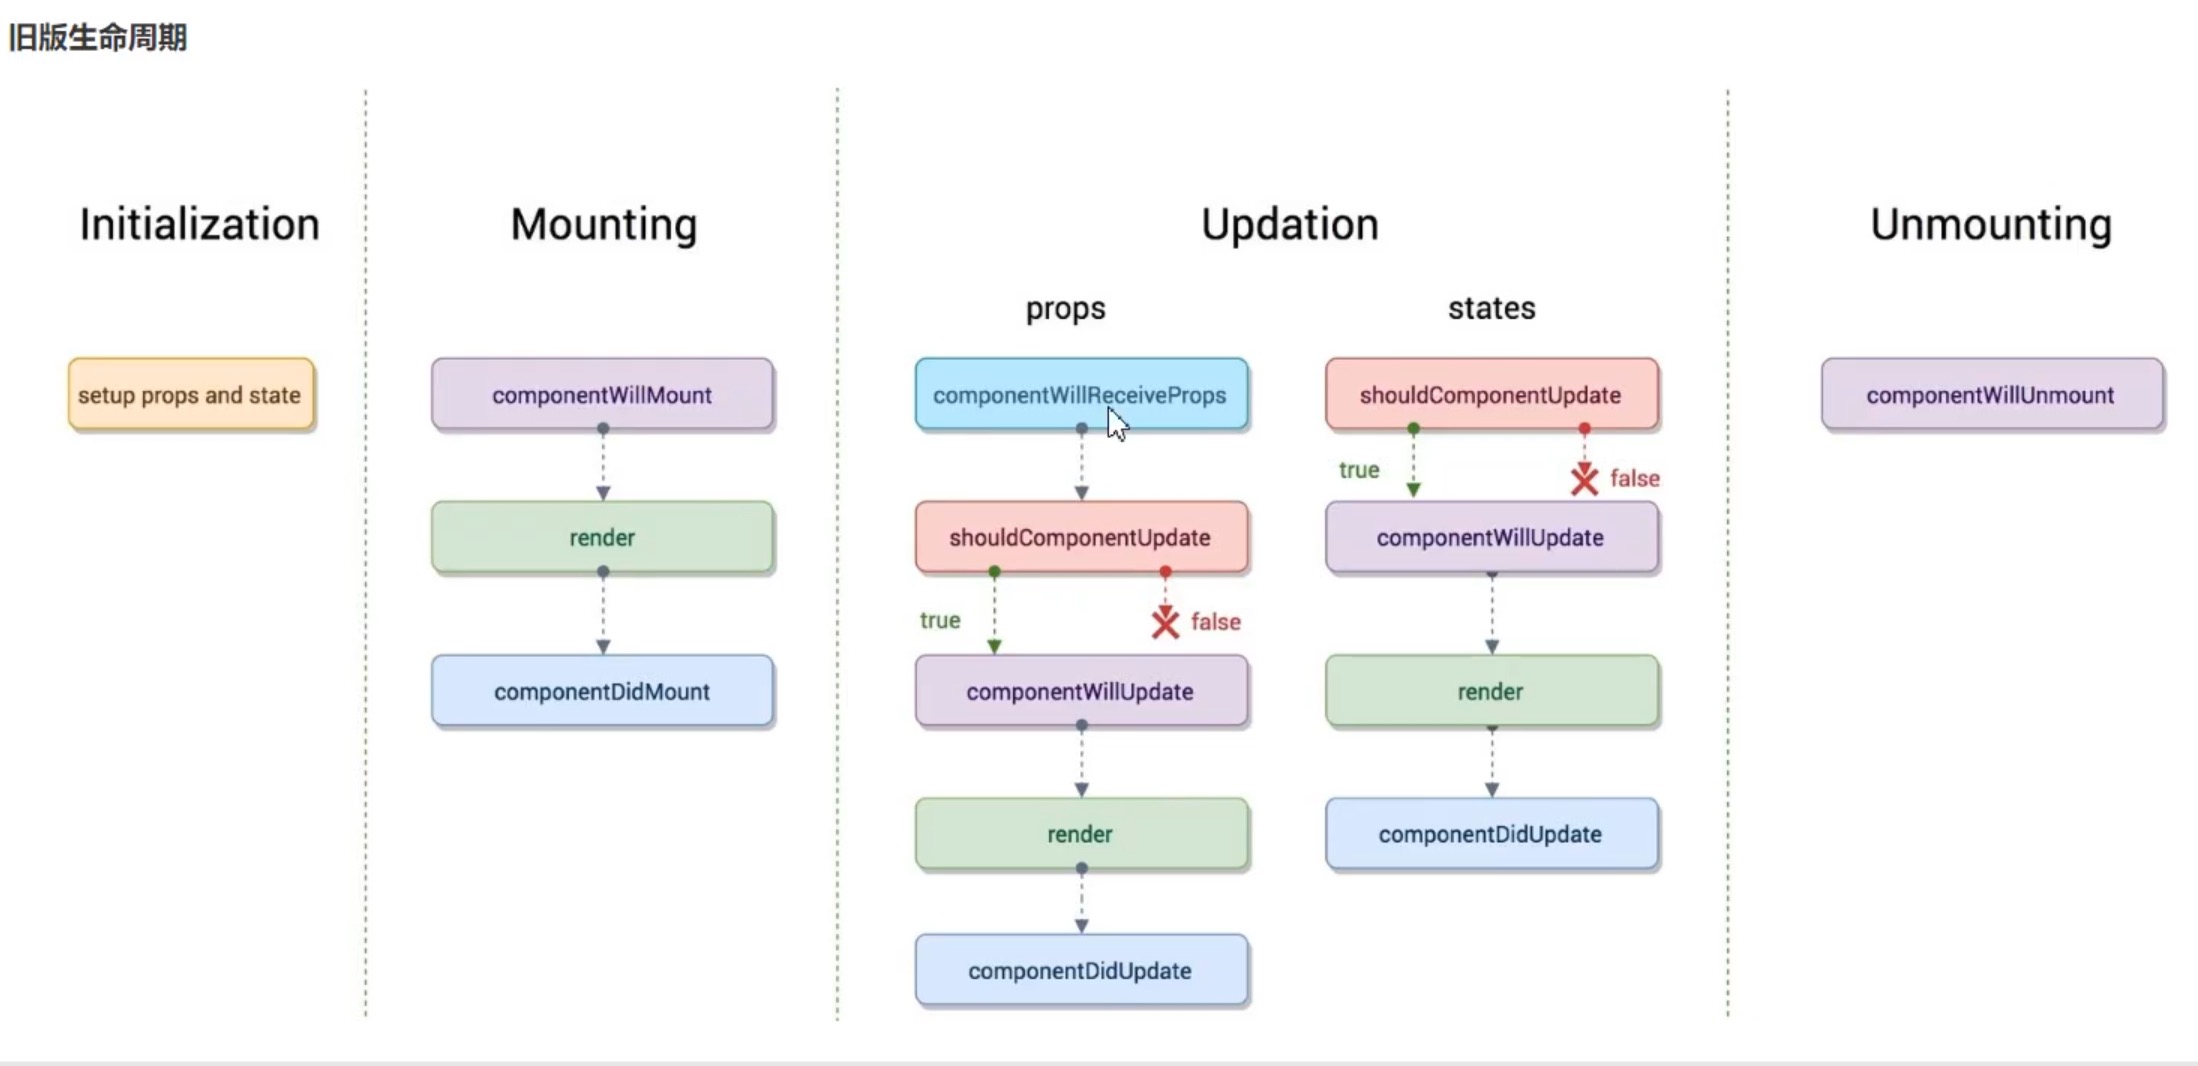 旧版生命周期
Initialization
setup props and state
Mounting
componentWillMount
render
componentDidMount
Updation
props
componentWillReceiveProps
shouldComponentUpdate
true
false
componentWillUpdate
render
componentDidUpdate
states
shouldComponentUpdate
true
false
componentWillUpdate
render
componentDidUpdate
Unmounting
componentWillUnmount